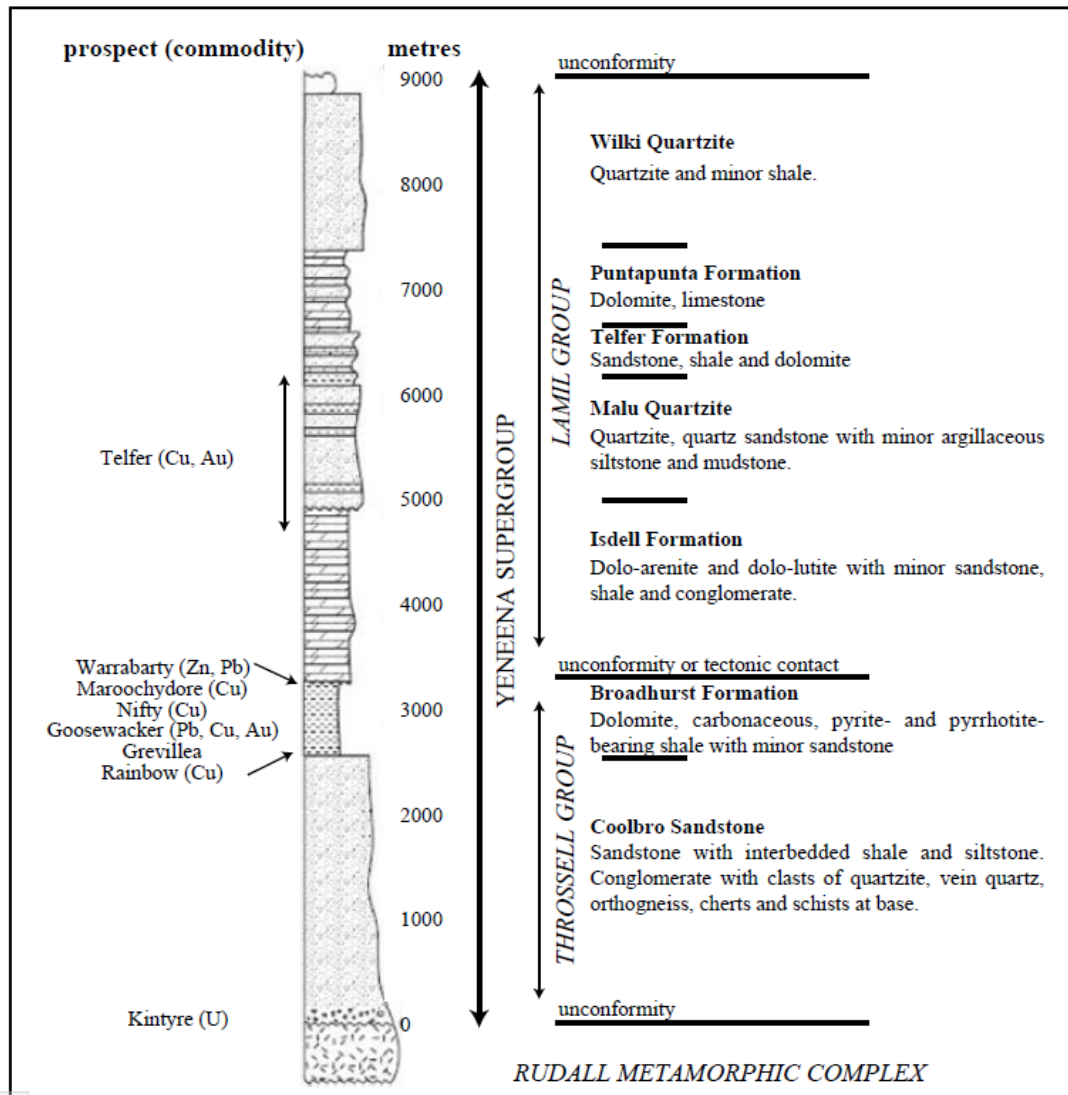 prospect (commodity)
metres
9000
8000
7000
6000
5000
4000
3000
2000
1000
0
Telfer (Cu, Au)
Warrabarty (Zn, Pb)
Maroochydore (Cu)
Nifty (Cu)
Goosewacker (Pb, Cu, Au)
Grevillea
Rainbow (Cu)
Kintyre (U)
YENEENA SUPERGROUP
LAMIL GROUP
THROSSELL GROUP
unconformity
Wilki Quartzite
Quartzite and minor shale.
Puntapunta Formation
Dolomite, limestone
Telfer Formation
Sandstone, shale and dolomite
Malu Quartzite
Quartzite, quartz sandstone with minor argillaceous
siltstone and mudstone.
Isdell Formation
Dolo-arenite and dolo-lutite with minor sandstone,
shale and conglomerate.
unconformity or tectonic contact
Broadhurst Formation
Dolomite, carbonaceous, pyrite- and pyrrhotite-
bearing shale with minor sandstone
Coolbro Sandstone
Sandstone with interbedded shale and siltstone.
Conglomerate with clasts of quartzite, vein quartz,
orthogneiss, cherts and schists at base.
unconformity
RUDALL METAMORPHIC COMPLEX